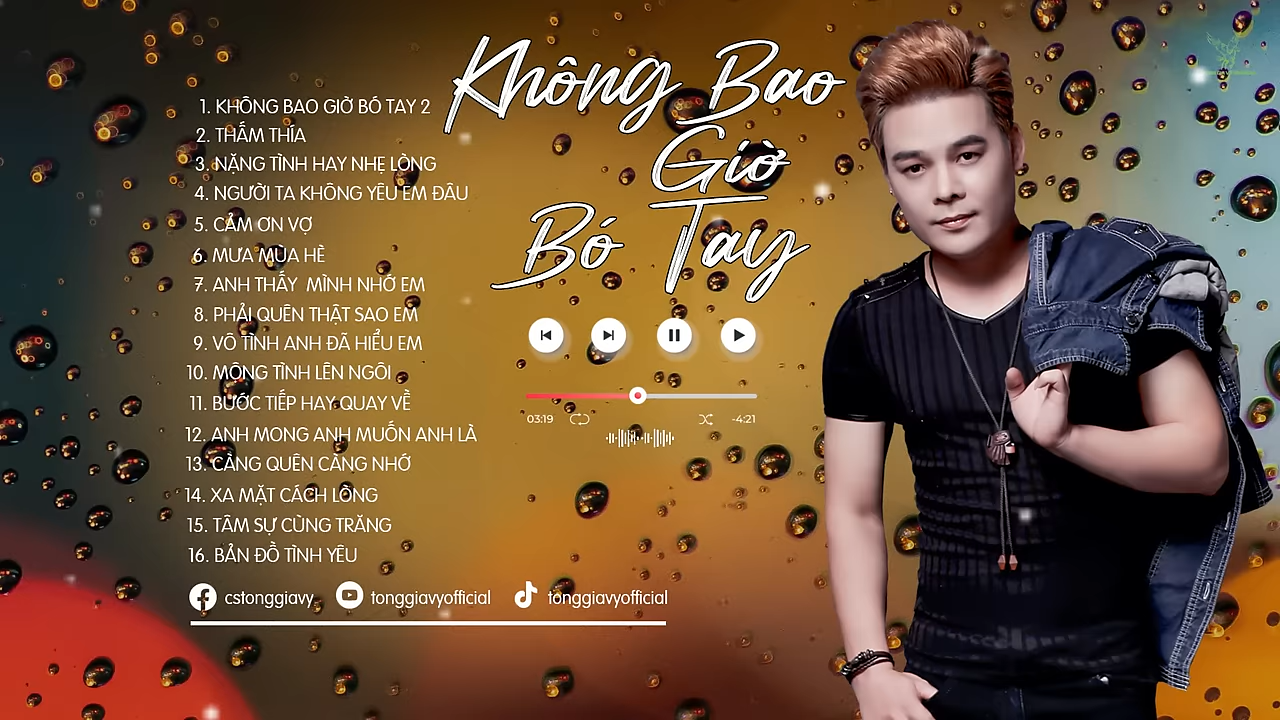 Không Bao
Giờ
Bó Tay
1. KHÔNG BAO GIỜ BÓ TAY 2
2. THẤM THÍA
3. NẶNG TÌNH HAY NHẸ LÒNG
4. NGƯỜI TA KHÔNG YÊU EM ĐÂU
5. CẢM ƠN VỢ
6. MƯA MÙA HÈ
7. ANH THẤY MÌNH NHỚ EM
8. PHẢI QUÊN THẬT SAO EM
9. VÔ TÌNH ANH ĐÃ HIỂU EM
10. MỘNG TÌNH LÊN NGÔI
11. BƯỚC TIẾP HAY QUAY VỀ
12. ANH MONG ANH MUỐN ANH LÀ
13. CÀNG QUÊN CÀNG NHỚ
14. XA MẶT CÁCH LÒNG
15. TÂM SỰ CÙNG TRĂNG
16. BẢN ĐỒ TÌNH YÊU
03:19 -4:21
cstonggiavy tonggiavyofficial tonggiavyofficial